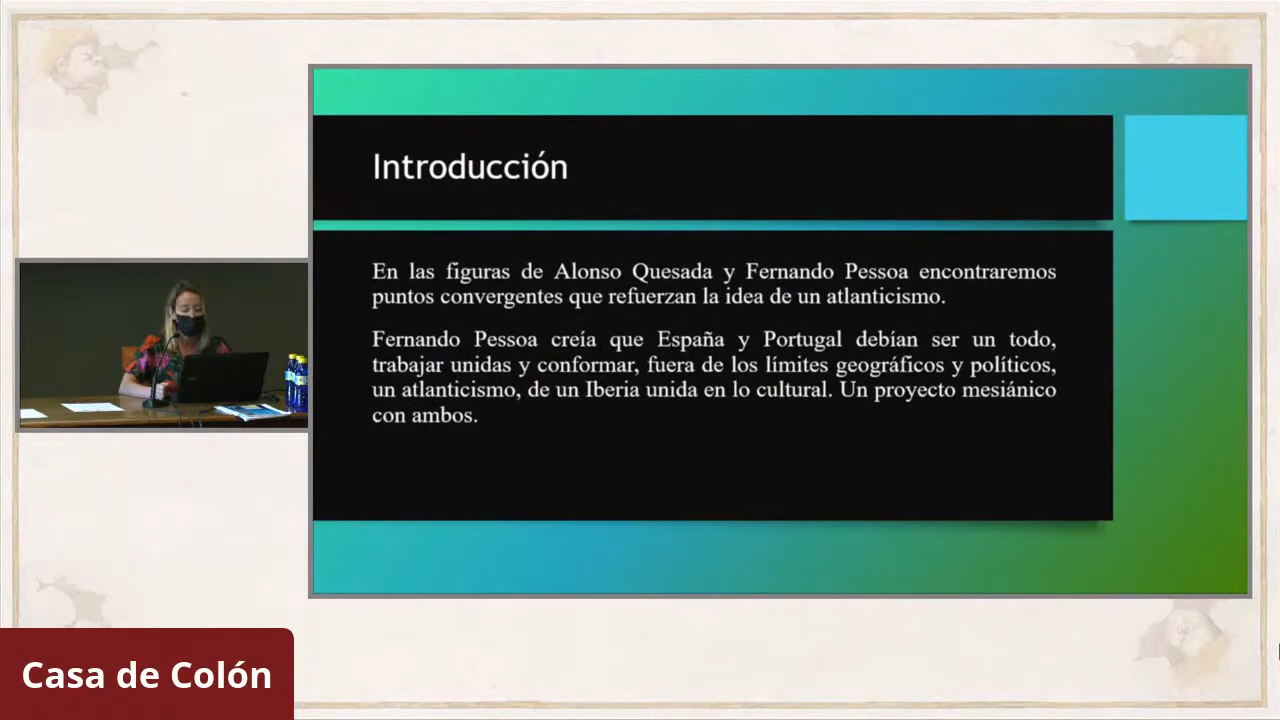 Introducción
En las figuras de Alonso Quesada y Fernando Pessoa encontraremos
puntos convergentes que refuerzan la idea de un atlanticismo.
Fernando Pessoa creía que España y Portugal debían ser un todo,
trabajar unidas y conformar, fuera de los límites geográficos y políticos,
un atlanticismo, de un Iberia unida en lo cultural. Un proyecto mesiánico
con ambos.
Casa de Colón